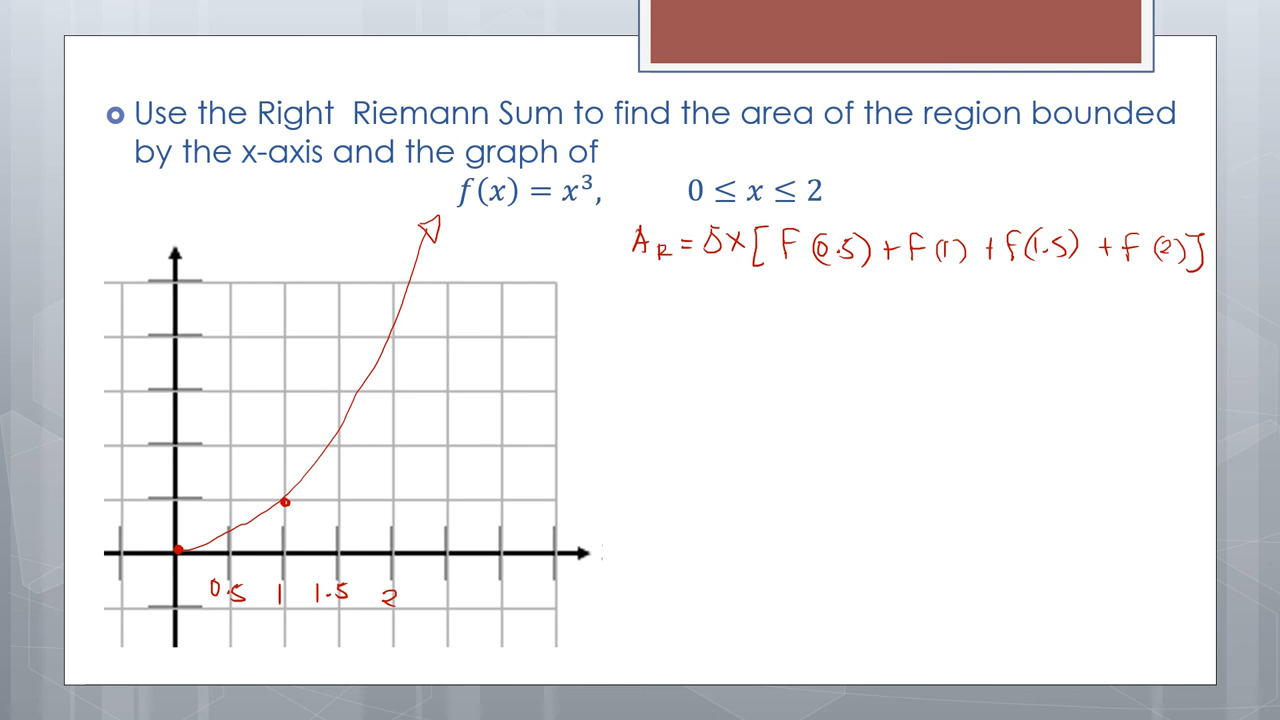 Use the Right Riemann Sum to find the area of the region bounded
by the x-axis and the graph of
f(x) = x³, 0 ≤ x ≤ 2
A_R = Δx [ F (0.5) + F (1) + f(1.5) + F (2)]
0.5 1 1.5 2